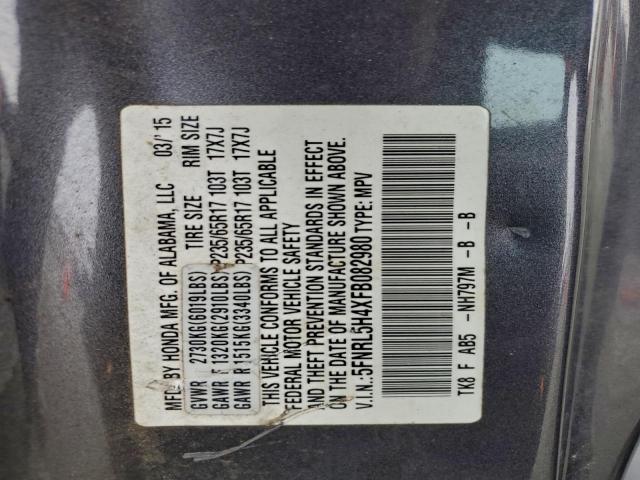 MFG. BY HONDA MFG. OF ALABAMA, LLC 03/'15
GVWR 2730KG(6019LBS) TIRE SIZE RIM SIZE
GAWR F 1320KG(2910LBS) P235/65R17 103T 17X7J
GAWR R 1515KG(3340LBS) P235/65R17 103T 17X7J
THIS VEHICLE CONFORMS TO ALL APPLICABLE
FEDERAL MOTOR VEHICLE SAFETY
AND THEFT PREVENTION STANDARDS IN EFFECT
ON THE DATE OF MANUFACTURE SHOWN ABOVE.
V.I.N.: 5FNRL5H4XFB082980 TYPE: MPV
TK8 F AB5 -NH797M -B -B